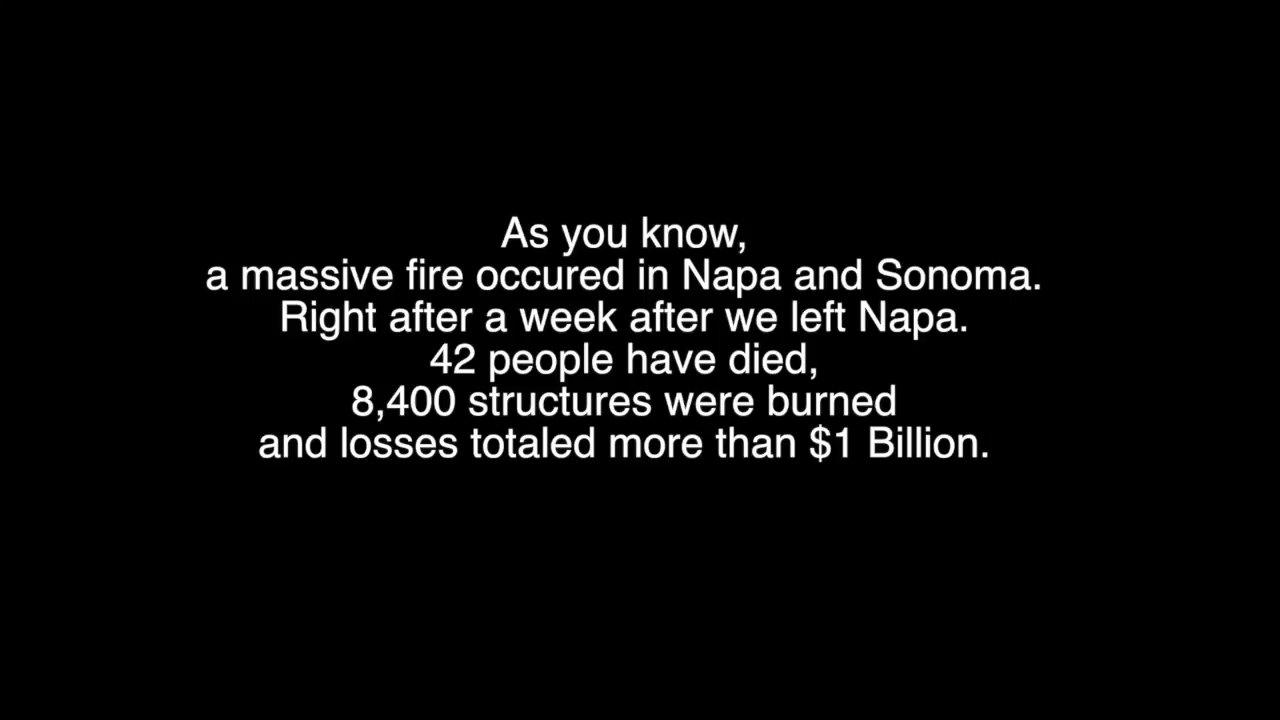 As you know,
a massive fire occured in Napa and Sonoma.
Right after a week after we left Napa.
42 people have died,
8,400 structures were burned
and losses totaled more than $1 Billion.